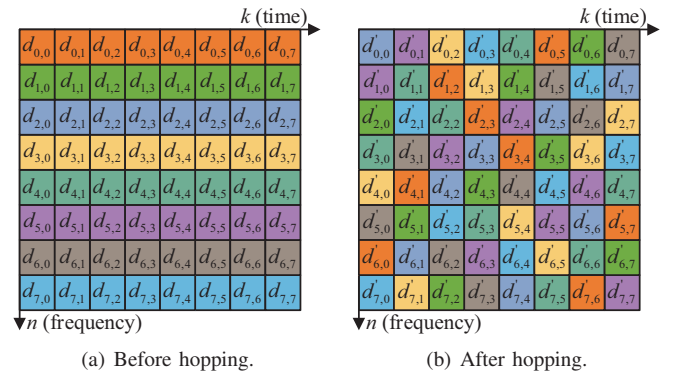 k (time) k (time)
d0,0 d0,1 d0,2 d0,3 d0,4 d0,5 d0,6 d0,7 d'0,0 d'0,1 d'0,2 d'0,3 d'0,4 d'0,5 d'0,6 d'0,7
d1,0 d1,1 d1,2 d1,3 d1,4 d1,5 d1,6 d1,7 d'1,0 d'1,1 d'1,2 d'1,3 d'1,4 d'1,5 d'1,6 d'1,7
d2,0 d2,1 d2,2 d2,3 d2,4 d2,5 d2,6 d2,7 d'2,0 d'2,1 d'2,2 d'2,3 d'2,4 d'2,5 d'2,6 d'2,7
d3,0 d3,1 d3,2 d3,3 d3,4 d3,5 d3,6 d3,7 d'3,0 d'3,1 d'3,2 d'3,3 d'3,4 d'3,5 d'3,6 d'3,7
d4,0 d4,1 d4,2 d4,3 d4,4 d4,5 d4,6 d4,7 d'4,0 d'4,1 d'4,2 d'4,3 d'4,4 d'4,5 d'4,6 d'4,7
d5,0 d5,1 d5,2 d5,3 d5,4 d5,5 d5,6 d5,7 d'5,0 d'5,1 d'5,2 d'5,3 d'5,4 d'5,5 d'5,6 d'5,7
d6,0 d6,1 d6,2 d6,3 d6,4 d6,5 d6,6 d6,7 d'6,0 d'6,1 d'6,2 d'6,3 d'6,4 d'6,5 d'6,6 d'6,7
d7,0 d7,1 d7,2 d7,3 d7,4 d7,5 d7,6 d7,7 d'7,0 d'7,1 d'7,2 d'7,3 d'7,4 d'7,5 d'7,6 d'7,7
n (frequency) n (frequency)
(a) Before hopping. (b) After hopping.